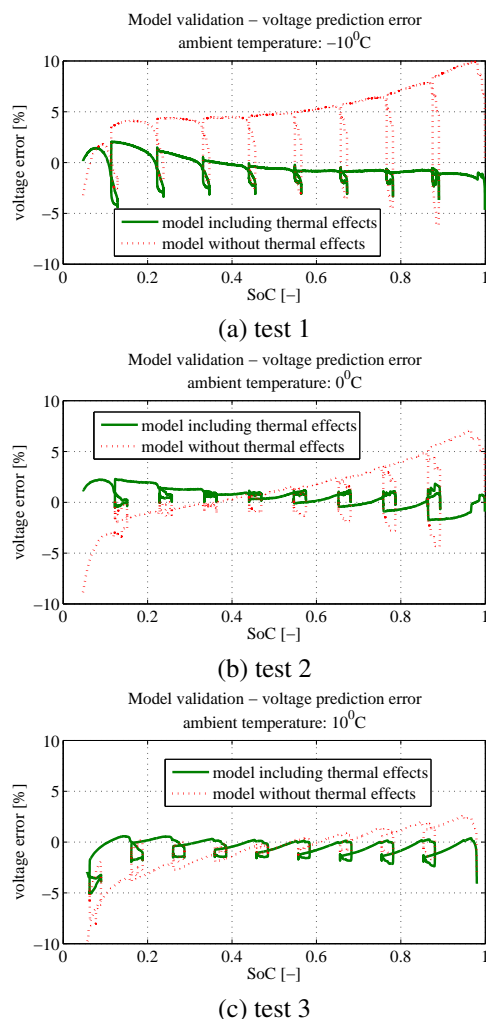 Model validation – voltage prediction error
ambient temperature: –10⁰C
10
5
0
−5
−10
voltage error [%]
model including thermal effects
model without thermal effects
0
0.2
0.4
0.6
0.8
1
SoC [–]
(a) test 1
Model validation – voltage prediction error
ambient temperature: 0⁰C
10
5
0
−5
−10
voltage error [%]
model including thermal effects
model without thermal effects
0
0.2
0.4
0.6
0.8
1
SoC [–]
(b) test 2
Model validation – voltage prediction error
ambient temperature: 10⁰C
10
5
0
−5
−10
voltage error [%]
model including thermal effects
model without thermal effects
0
0.2
0.4
0.6
0.8
1
SoC [–]
(c) test 3